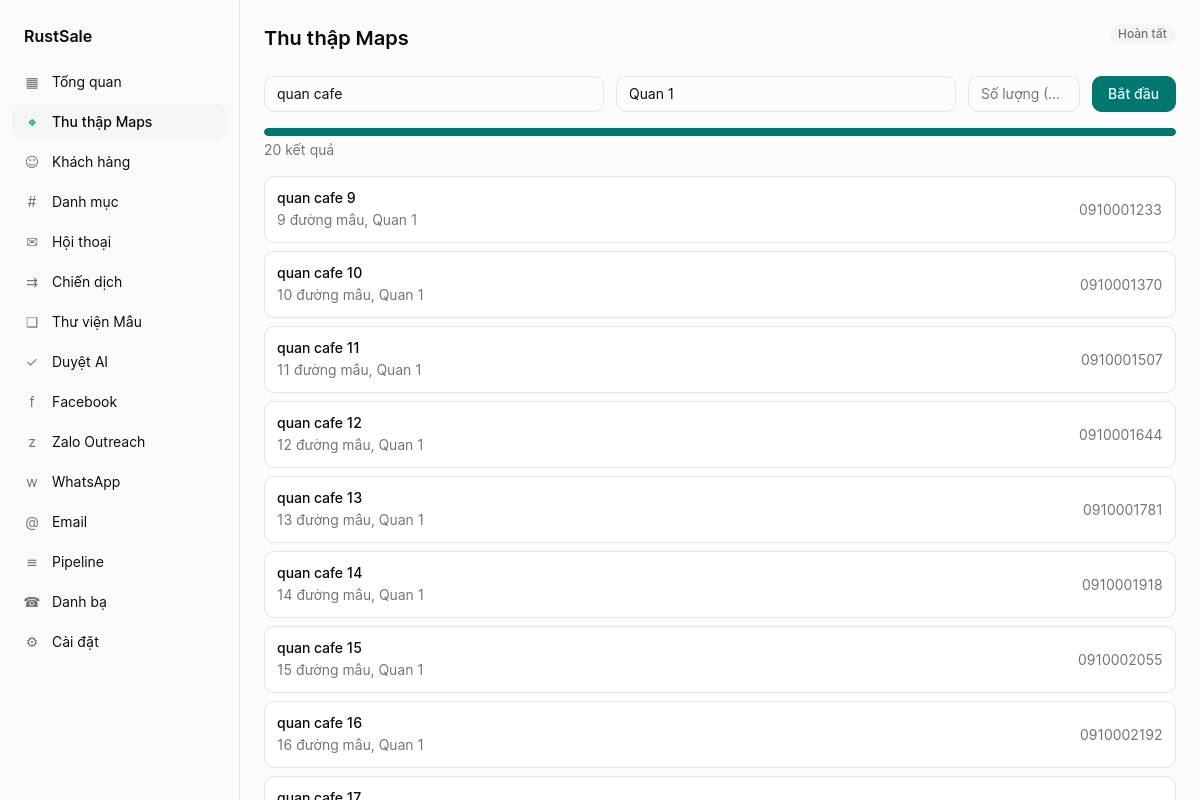 RustSale
Tổng quan
Thu thập Maps
Khách hàng
# Danh mục
Hội thoại
Chiến dịch
Thư viện Mẫu
Duyệt AI
f Facebook
z Zalo Outreach
w WhatsApp
@ Email
Pipeline
Danh bạ
Cài đặt
Thu thập Maps
Hoàn tất
quan cafe
Quan 1
Số lượng (...
Bắt đầu
20 kết quả
quan cafe 9
9 đường mẫu, Quan 1
0910001233
quan cafe 10
10 đường mẫu, Quan 1
0910001370
quan cafe 11
11 đường mẫu, Quan 1
0910001507
quan cafe 12
12 đường mẫu, Quan 1
0910001644
quan cafe 13
13 đường mẫu, Quan 1
0910001781
quan cafe 14
14 đường mẫu, Quan 1
0910001918
quan cafe 15
15 đường mẫu, Quan 1
0910002055
quan cafe 16
16 đường mẫu, Quan 1
0910002192
quan cafe 17